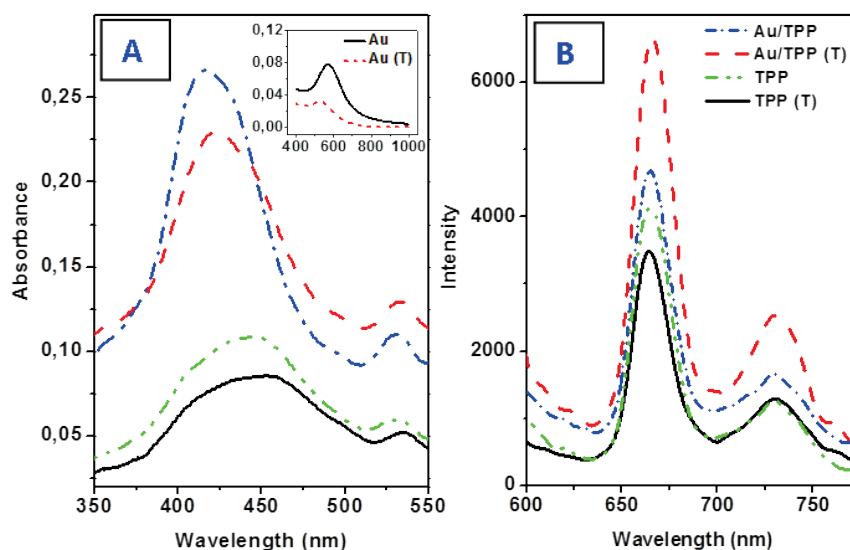 A
Au
Au (T)
0,12
0,08
0,04
0,00
400 600 800 1000
0,25
0,20
0,15
0,10
0,05
Absorbance
350 400 450 500 550
Wavelength (nm)
B
Au/TPP
Au/TPP (T)
TPP
TPP (T)
6000
4000
2000
0
Intensity
600 650 700 750
Wavelength (nm)